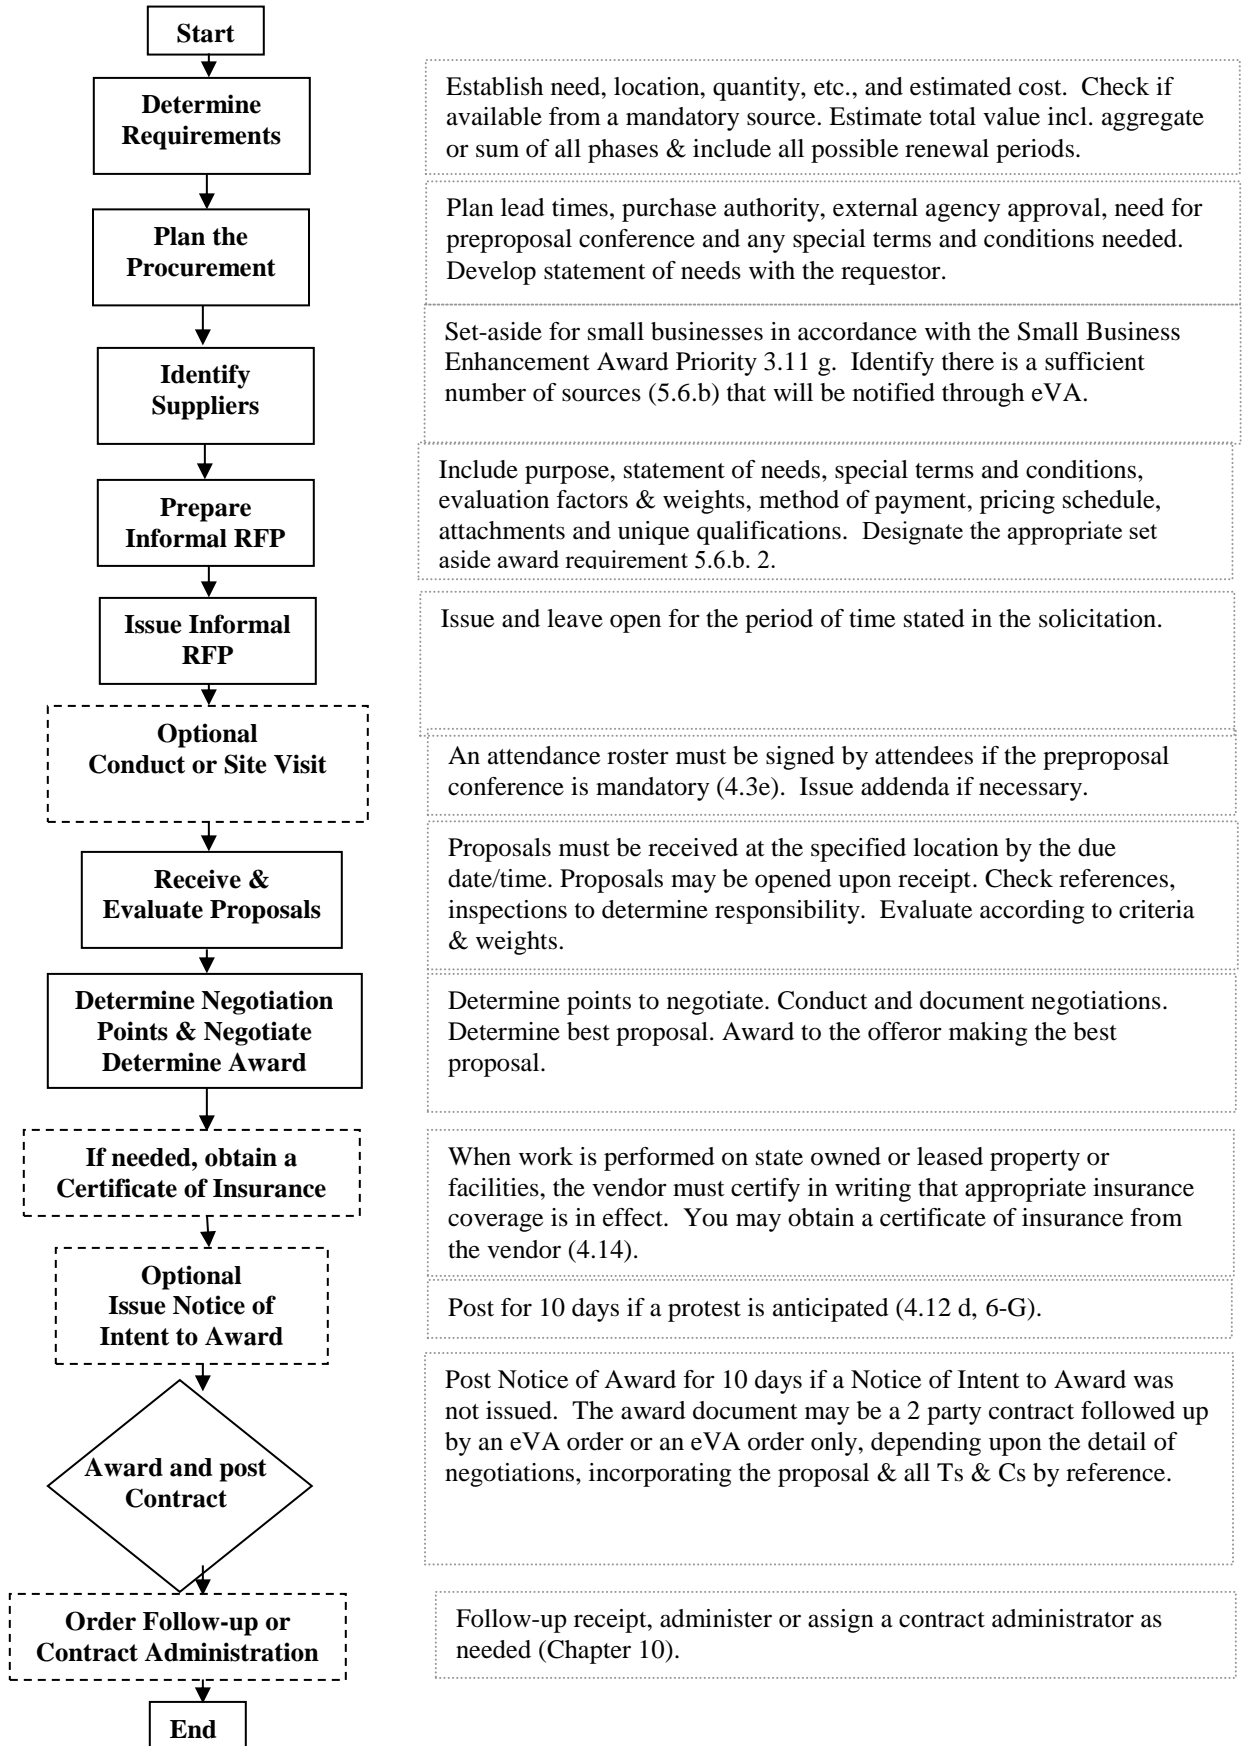 Start
Determine
Requirements
Establish need, location, quantity, etc., and estimated cost.  Check if
available from a mandatory source. Estimate total value incl. aggregate
or sum of all phases & include all possible renewal periods.
Plan the
Procurement
Plan lead times, purchase authority, external agency approval, need for
preproposal conference and any special terms and conditions needed.
Develop statement of needs with the requestor.
Identify
Suppliers
Set-aside for small businesses in accordance with the Small Business
Enhancement Award Priority 3.11 g.  Identify there is a sufficient
number of sources (5.6.b) that will be notified through eVA.
Prepare
Informal RFP
Include purpose, statement of needs, special terms and conditions,
evaluation factors & weights, method of payment, pricing schedule,
attachments and unique qualifications.  Designate the appropriate set
aside award requirement 5.6.b. 2.
Issue Informal
RFP
Issue and leave open for the period of time stated in the solicitation.
Optional
Conduct or Site Visit
An attendance roster must be signed by attendees if the preproposal
conference is mandatory (4.3e).  Issue addenda if necessary.
Receive &
Evaluate Proposals
Proposals must be received at the specified location by the due
date/time. Proposals may be opened upon receipt. Check references,
inspections to determine responsibility.  Evaluate according to criteria
& weights.
Determine Negotiation
Points & Negotiate
Determine Award
Determine points to negotiate. Conduct and document negotiations.
Determine best proposal. Award to the offeror making the best
proposal.
If needed, obtain a
Certificate of Insurance
When work is performed on state owned or leased property or
facilities, the vendor must certify in writing that appropriate insurance
coverage is in effect.  You may obtain a certificate of insurance from
the vendor (4.14).
Optional
Issue Notice of
Intent to Award
Post for 10 days if a protest is anticipated (4.12 d, 6-G).
Award and post
Contract
Post Notice of Award for 10 days if a Notice of Intent to Award was
not issued.  The award document may be a 2 party contract followed up
by an eVA order or an eVA order only, depending upon the detail of
negotiations, incorporating the proposal & all Ts & Cs by reference.
Order Follow-up or
Contract Administration
Follow-up receipt, administer or assign a contract administrator as
needed (Chapter 10).
End